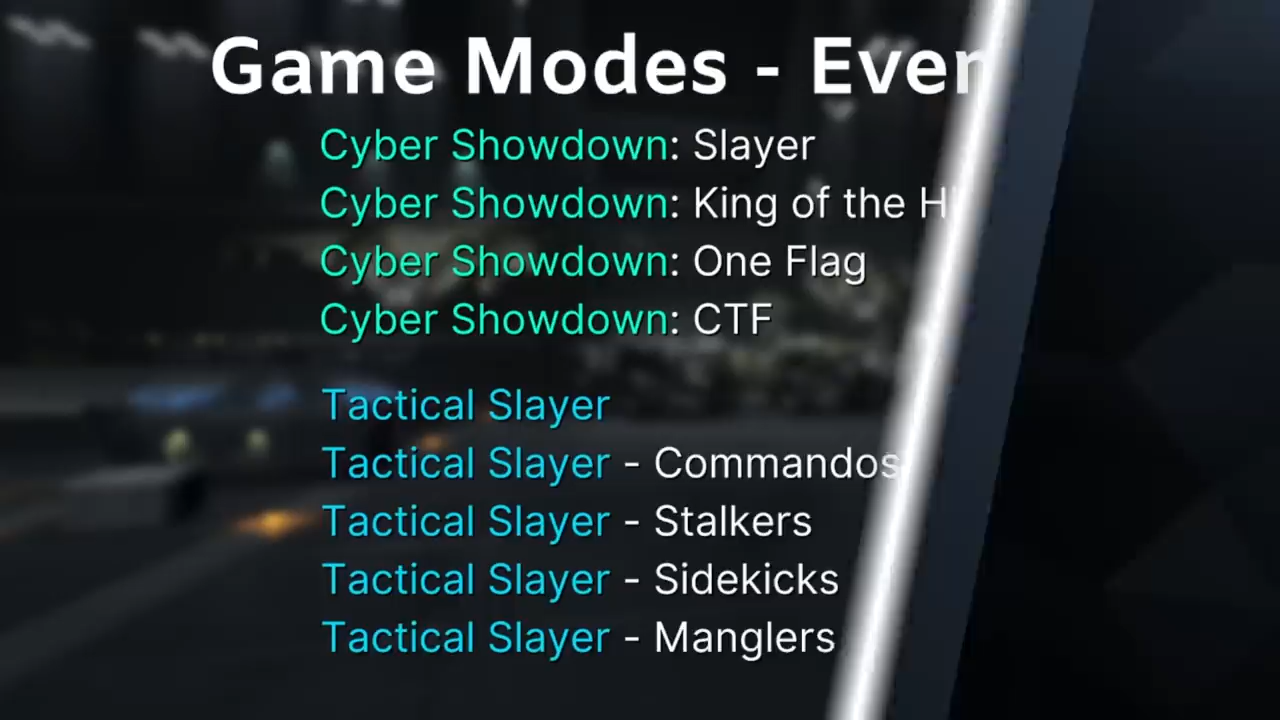 Game Modes - Even
Cyber Showdown: Slayer
Cyber Showdown: King of the H
Cyber Showdown: One Flag
Cyber Showdown: CTF
Tactical Slayer
Tactical Slayer - Commandos
Tactical Slayer - Stalkers
Tactical Slayer - Sidekicks
Tactical Slayer - Manglers